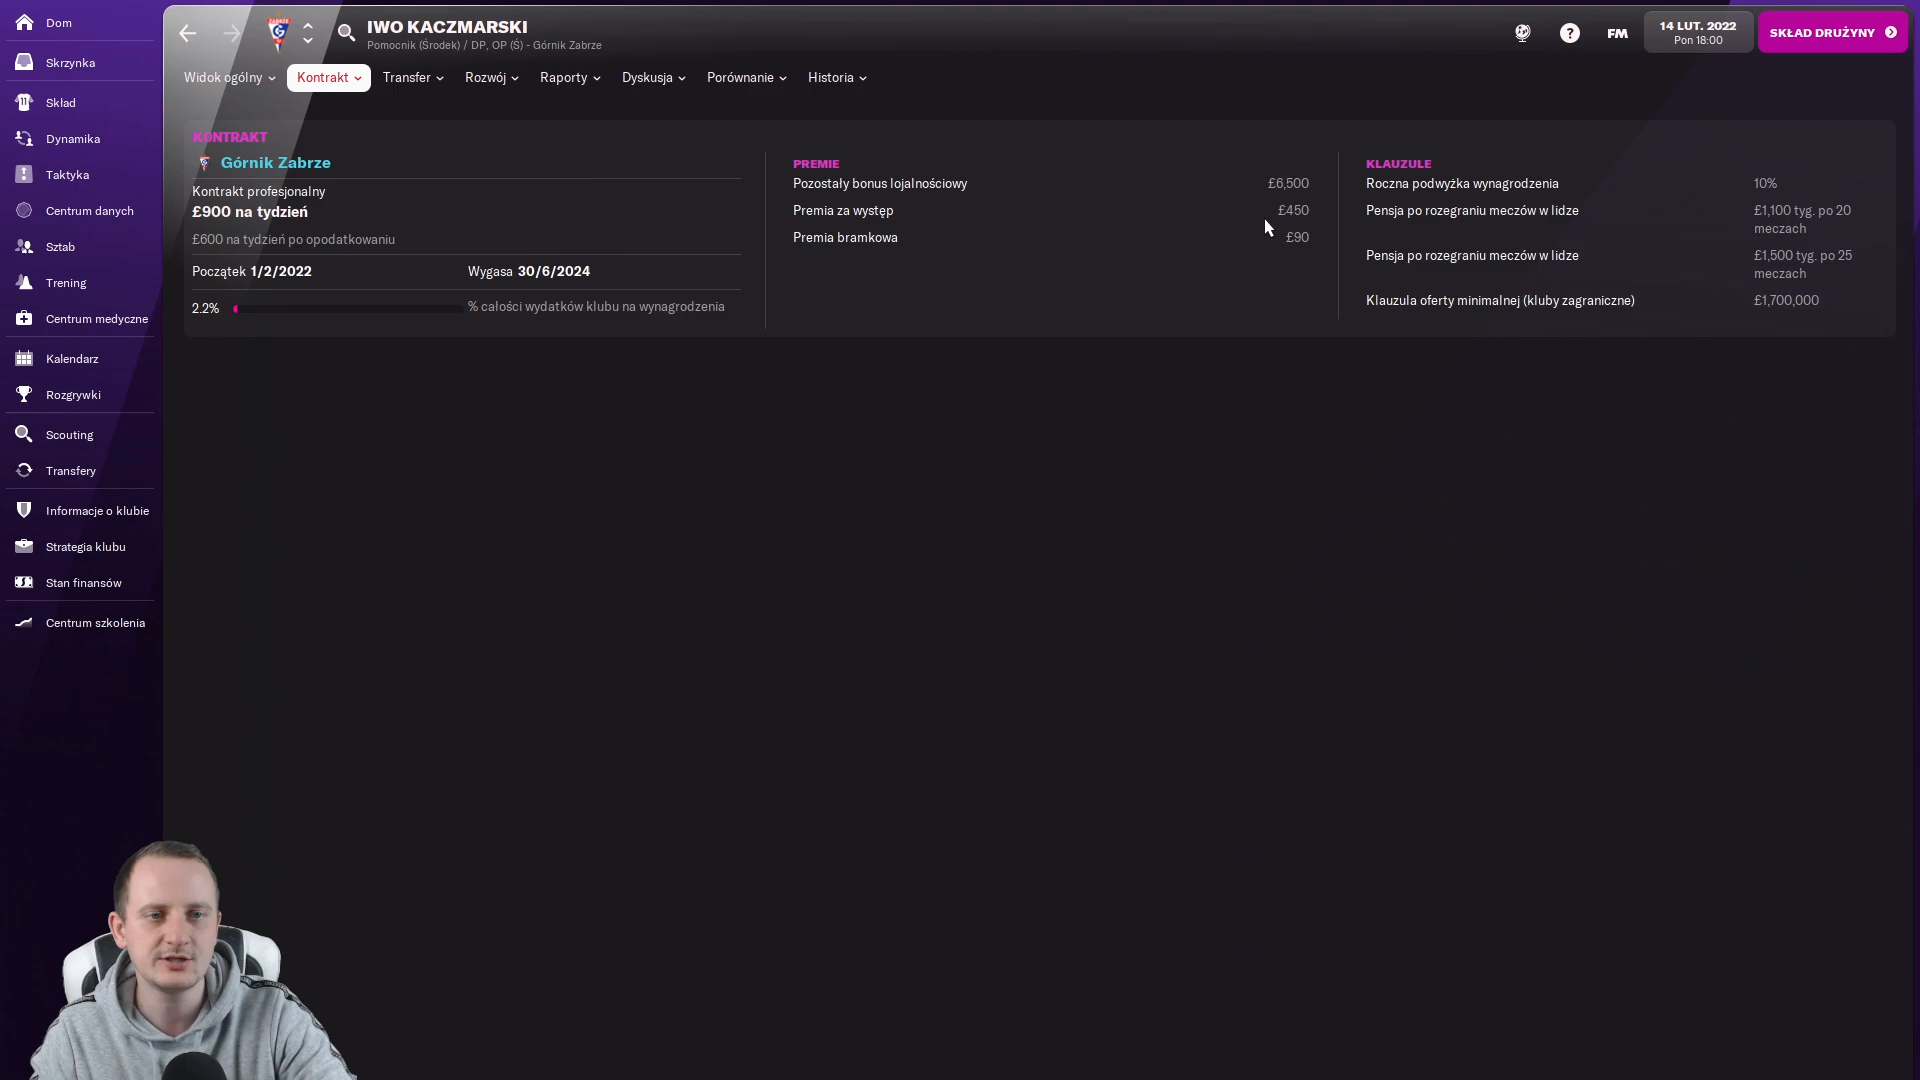 Dom
Skrzynka
Skład
Dynamika
Taktyka
Centrum danych
Sztab
Trening
Centrum medyczne
Kalendarz
Rozgrywki
Scouting
Transfery
Informacje o klubie
Strategia klubu
Stan finansów
Centrum szkolenia
IWO KACZMARSKI
Pomocnik (Środek) / DP, OP (Ś) - Górnik Zabrze
FM
14 LUT. 2022
Pon 18:00
SKŁAD DRUŻYNY
Widok ogólny
Kontrakt
Transfer
Rozwój
Raporty
Dyskusja
Porównanie
Historia
KONTRAKT
Górnik Zabrze
Kontrakt profesjonalny
£900 na tydzień
£600 na tydzień po opodatkowaniu
Początek 1/2/2022
Wygasa 30/6/2024
2.2%
% całości wydatków klubu na wynagrodzenia
PREMIE
Pozostały bonus lojalnościowy £6,500
Premia za występ £450
Premia bramkowa £90
KLAUZULE
Roczna podwyżka wynagrodzenia 10%
Pensja po rozegraniu meczów w lidze £1,100 tyg. po 20
meczach
Pensja po rozegraniu meczów w lidze £1,500 tyg. po 25
meczach
Klauzula oferty minimalnej (kluby zagraniczne) £1,700,000